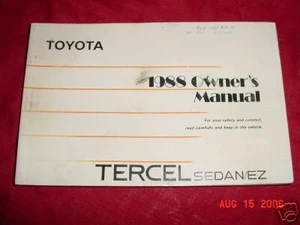 TOYOTA
1988 Owner's
Manual
For your safety and comfort,
read carefully and keep in the vehicle.
TERCEL SEDAN/EZ
AUG 15 2006